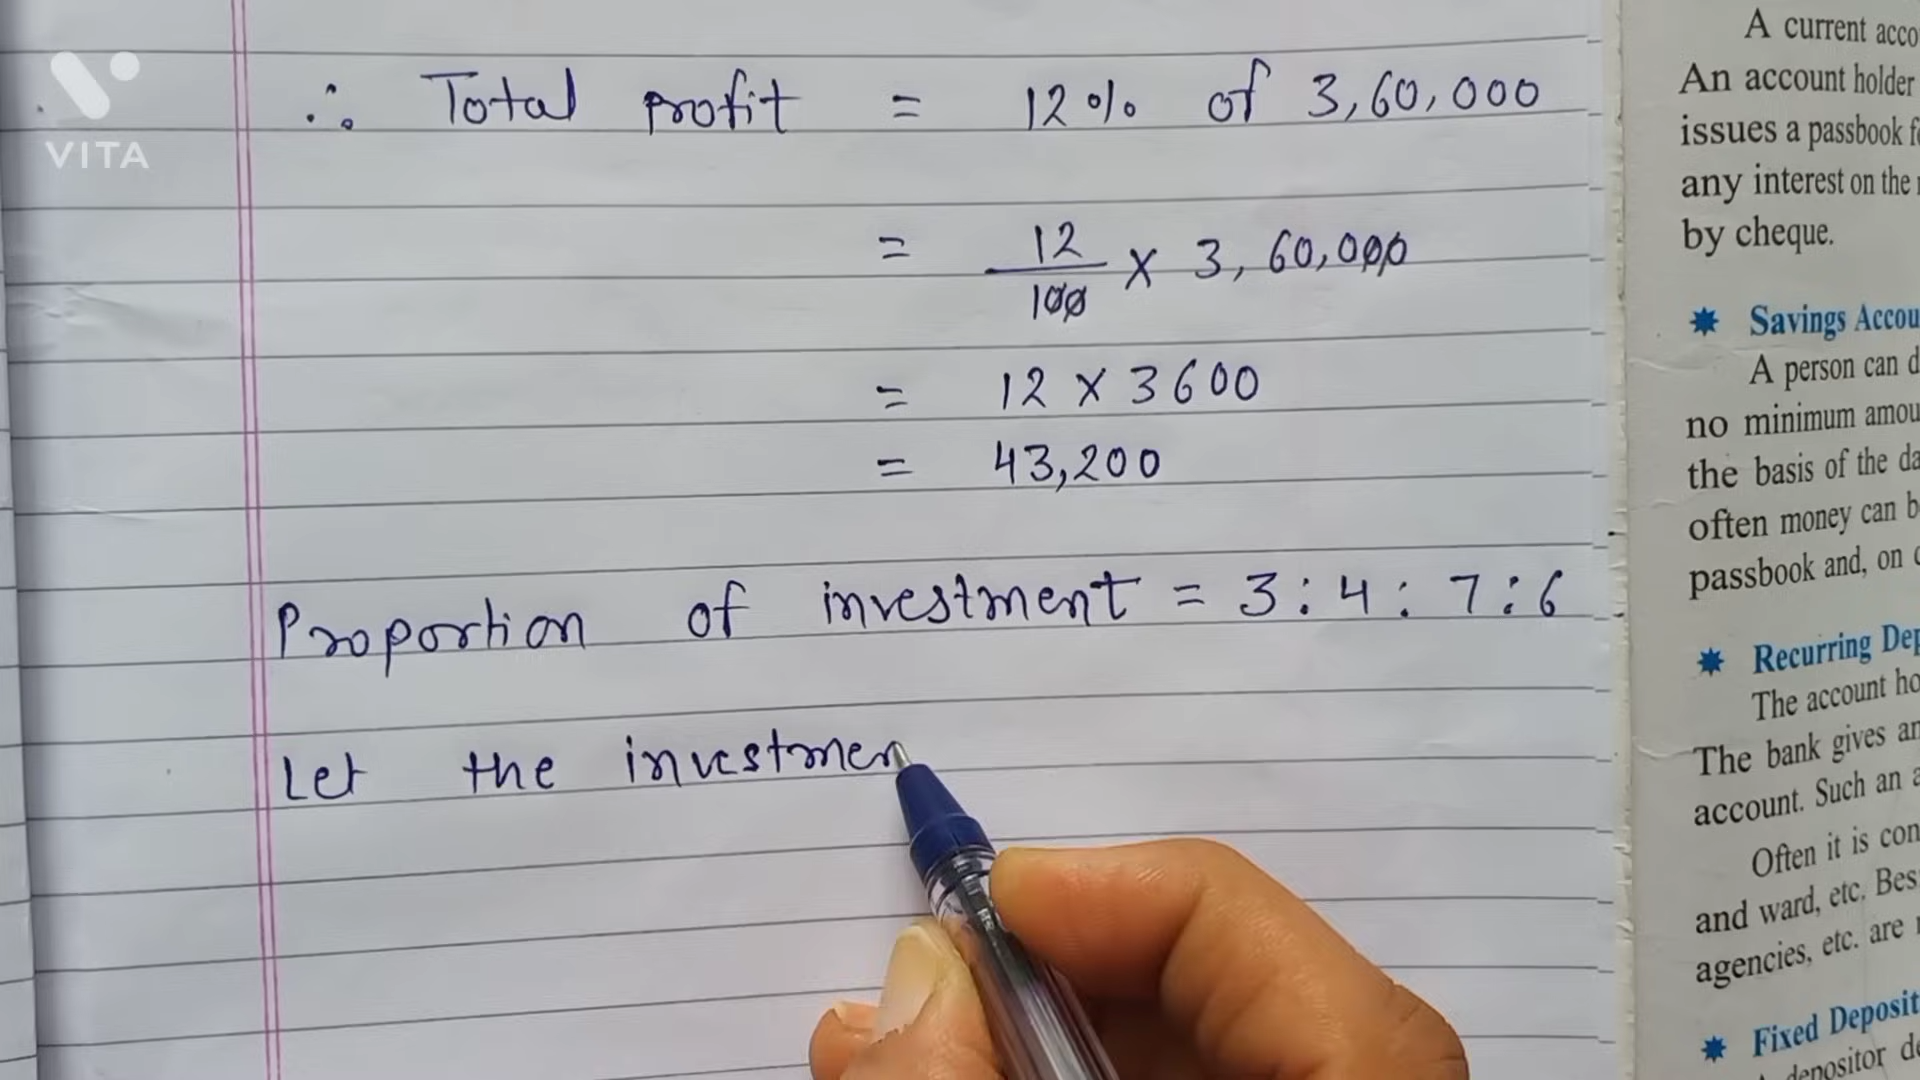 VITA
∴ Total profit = 12% of 3,60,000
= 12/100 × 3,60,000
= 12 × 3600
= 43,200
Proportion of investment = 3 : 4 : 7 : 6
Let the investmen
A current acco
An account holder
issues a passbook f
any interest on the
by cheque.
✷ Savings Accou
A person can d
no minimum amou
the basis of the da
often money can b
passbook and, on
✷ Recurring Dep
The account ho
The bank gives an
account. Such an a
Often it is con
and ward, etc. Bes
agencies, etc. are
✷ Fixed Deposit
depositor de